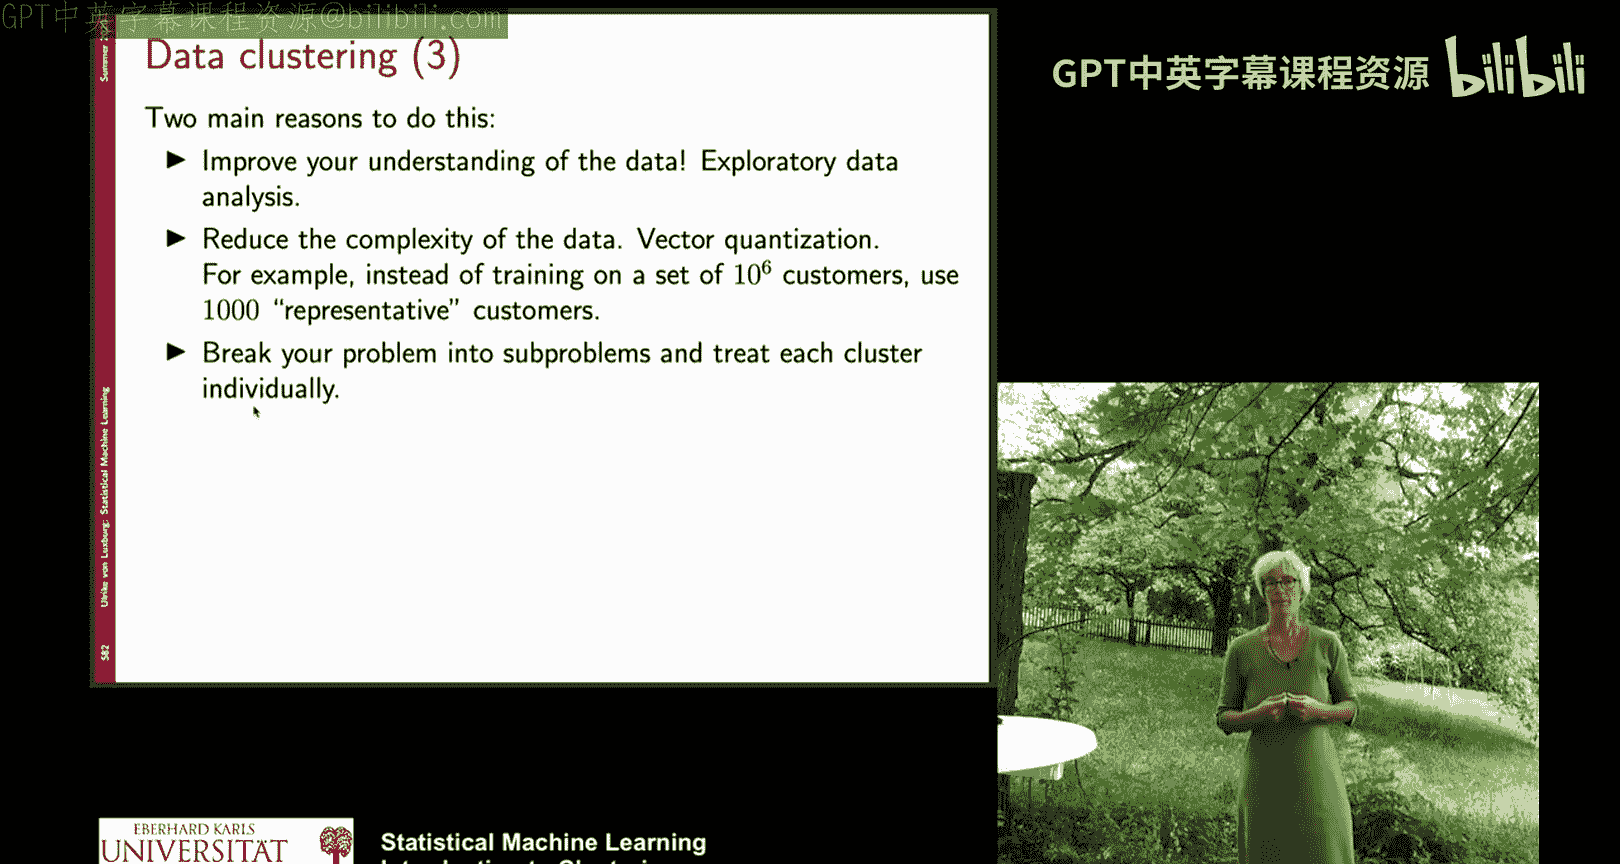 GPT中英字幕课程资源@bilibili.com
GPT中英字幕课程资源 bilibili
Data clustering (3)
Two main reasons to do this:
▶ Improve your understanding of the data! Exploratory data
analysis.
▶ Reduce the complexity of the data. Vector quantization.
For example, instead of training on a set of 10⁶ customers, use
1000 “representative” customers.
▶ Break your problem into subproblems and treat each cluster
individually.
Ulrike von Luxburg: Statistical Machine Learning
582
EBERHARD KARLS
UNIVERSITÄT
Statistical Machine Learning